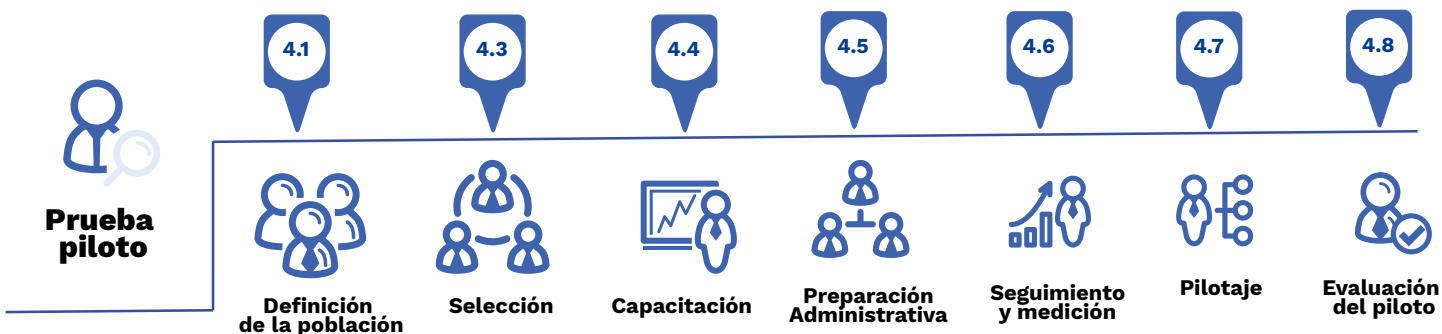 4.1
4.3
4.4
4.5
4.6
4.7
4.8
Prueba
piloto
Definición
de la población
Selección
Capacitación
Preparación
Administrativa
Seguimiento
y medición
Pilotaje
Evaluación
del piloto